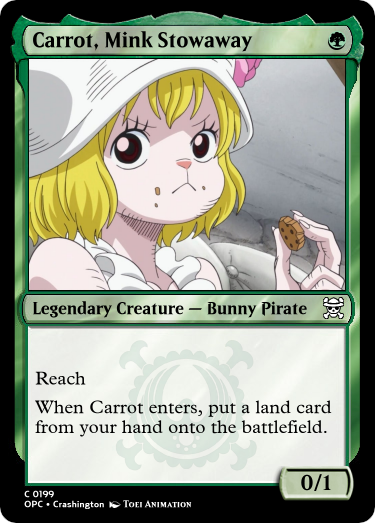 Carrot, Mink Stowaway
Legendary Creature — Bunny Pirate
Reach
When Carrot enters, put a land card
from your hand onto the battlefield.
0/1
C 0199
OPC • Crashington TOEI ANIMATION